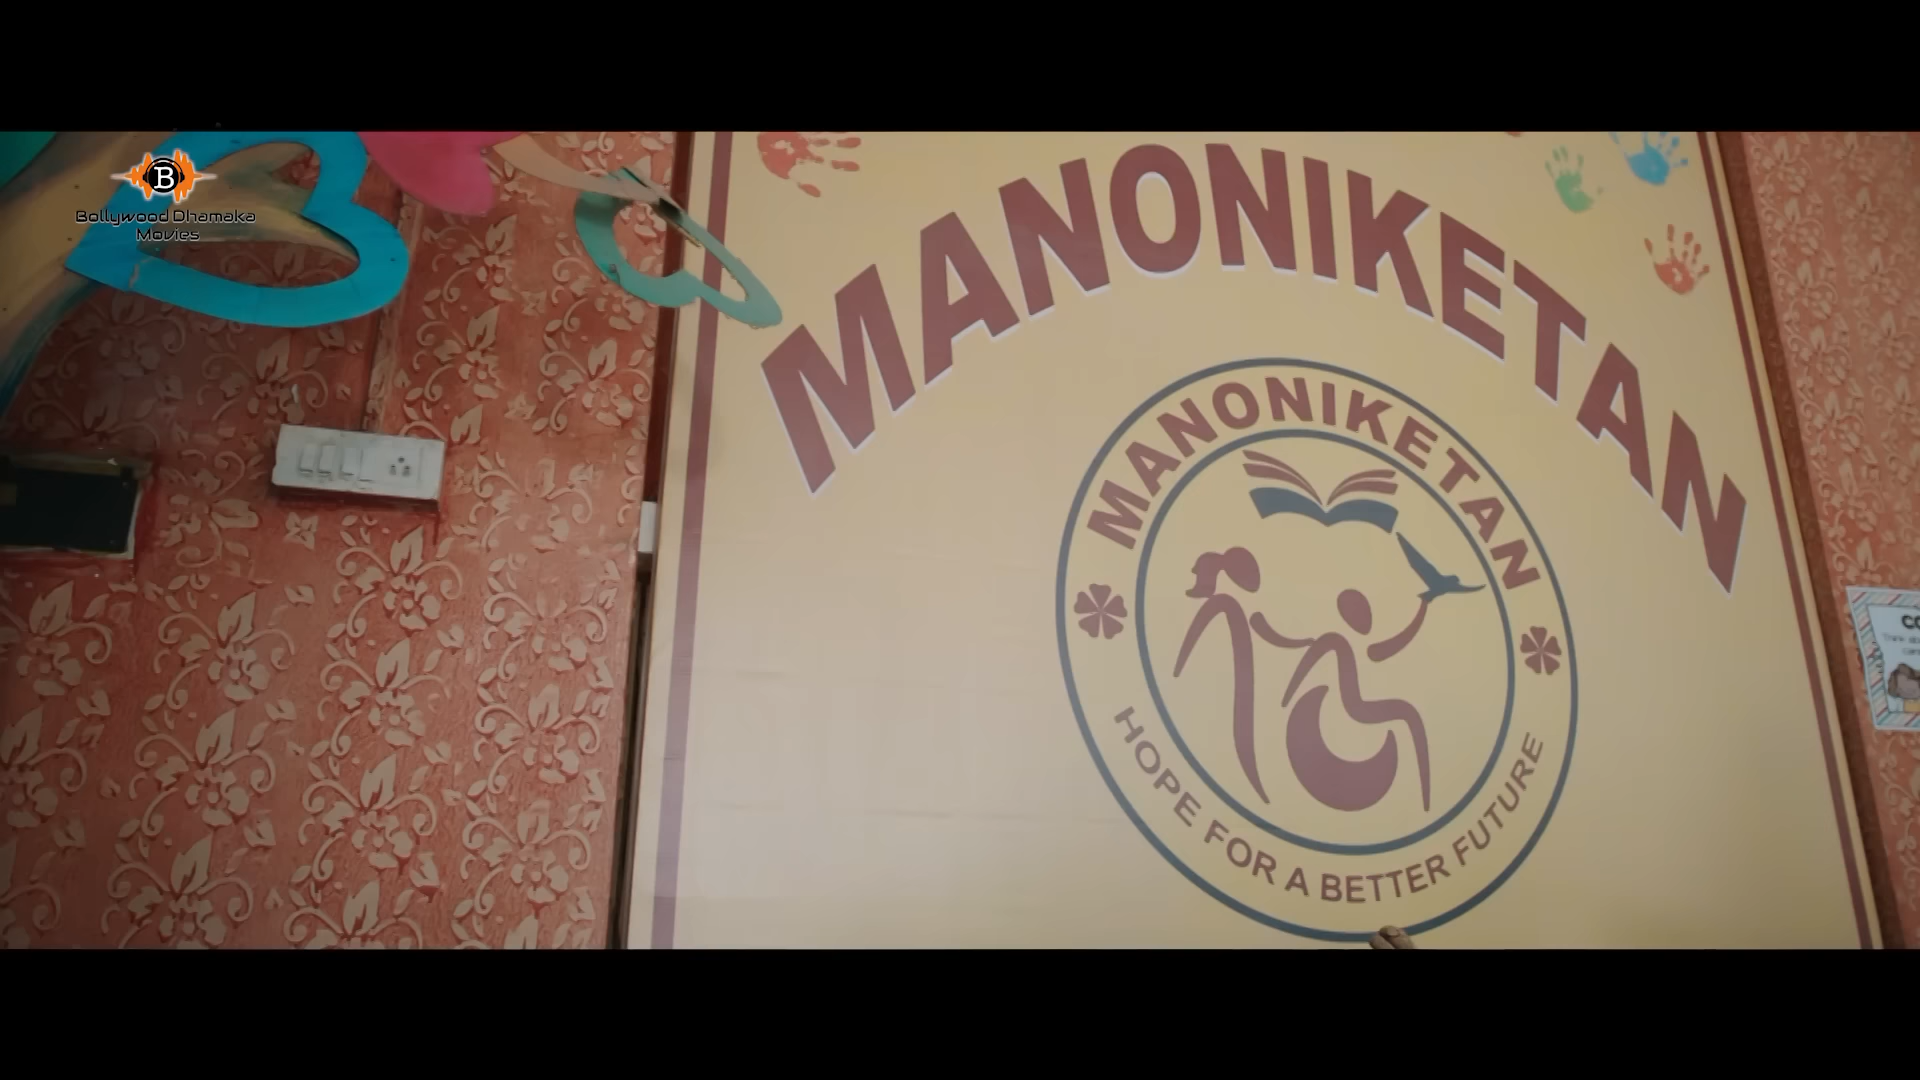 B
Bollywood Dhamaka
Movies
MANONIKETAN
MANONIKETAN
HOPE FOR A BETTER FUTURE